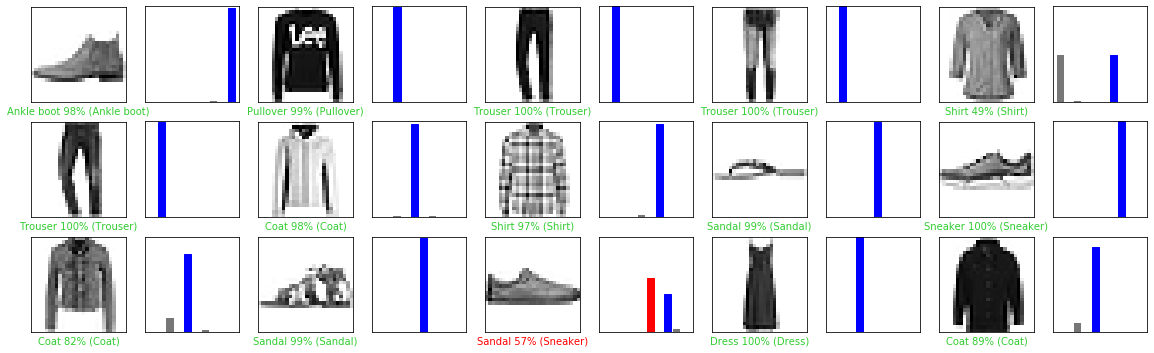 Lee
Ankle boot 98% (Ankle boot)
Pullover 99% (Pullover)
Trouser 100% (Trouser)
Trouser 100% (Trouser)
Shirt 49% (Shirt)
Trouser 100% (Trouser)
Coat 98% (Coat)
Shirt 97% (Shirt)
Sandal 99% (Sandal)
Sneaker 100% (Sneaker)
Coat 82% (Coat)
Sandal 99% (Sandal)
Sandal 57% (Sneaker)
Dress 100% (Dress)
Coat 89% (Coat)